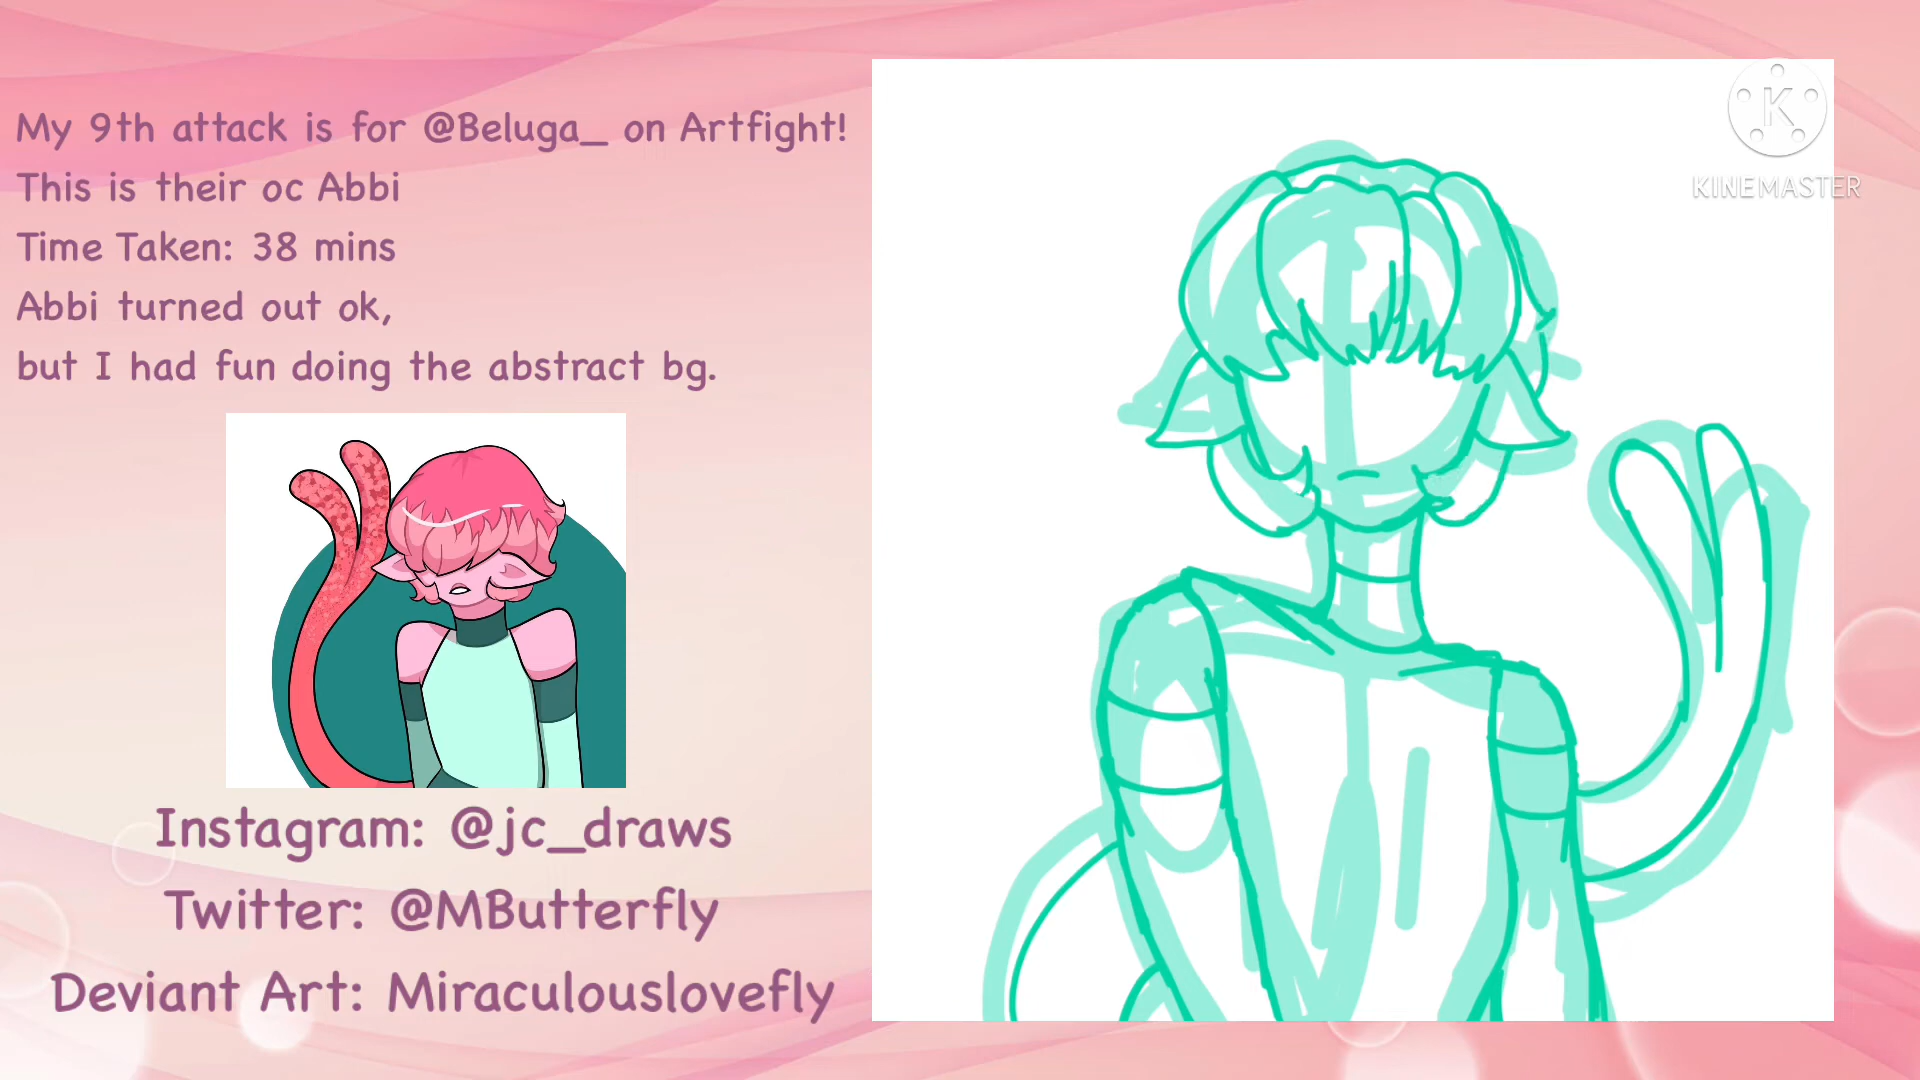 My 9th attack is for @Beluga_ on Artfight!
This is their oc Abbi
Time Taken: 38 mins
Abbi turned out ok,
but I had fun doing the abstract bg.
Instagram: @jc_draws
Twitter: @MButterfly
Deviant Art: Miraculouslovefly
K
KINEMASTER